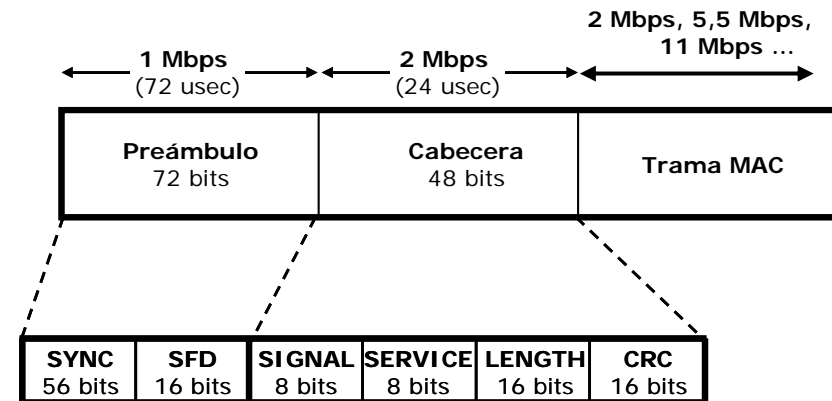 2 Mbps, 5,5 Mbps,
11 Mbps ...
1 Mbps
(72 usec)
2 Mbps
(24 usec)
Preámbulo
72 bits
Cabecera
48 bits
Trama MAC
SYNC
56 bits
SFD
16 bits
SIGNAL
8 bits
SERVICE
8 bits
LENGTH
16 bits
CRC
16 bits